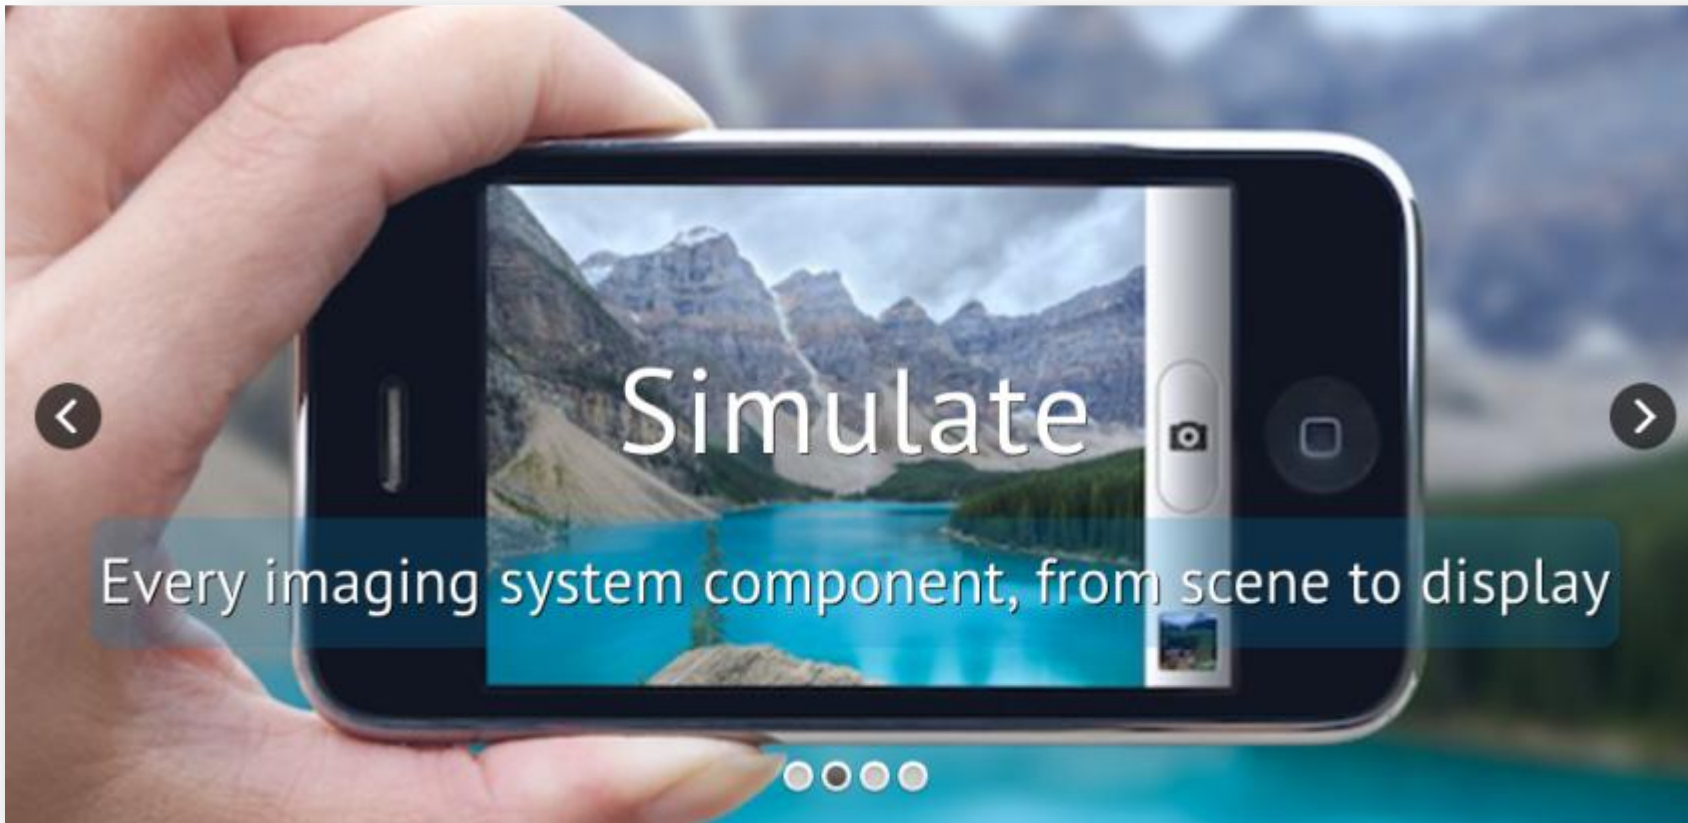 Simulate
Every imaging system component, from scene to display